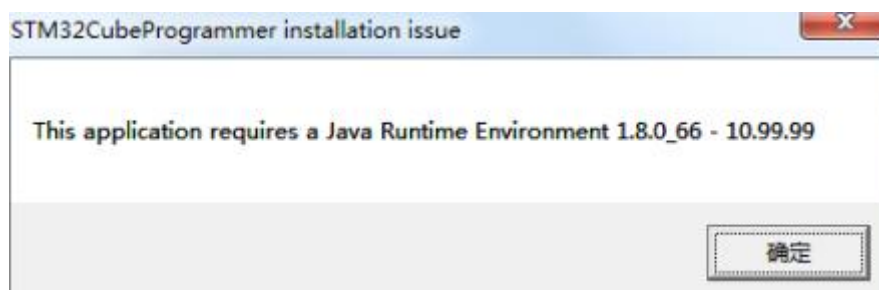 STM32CubeProgrammer installation issue
This application requires a Java Runtime Environment 1.8.0_66 - 10.99.99
确定